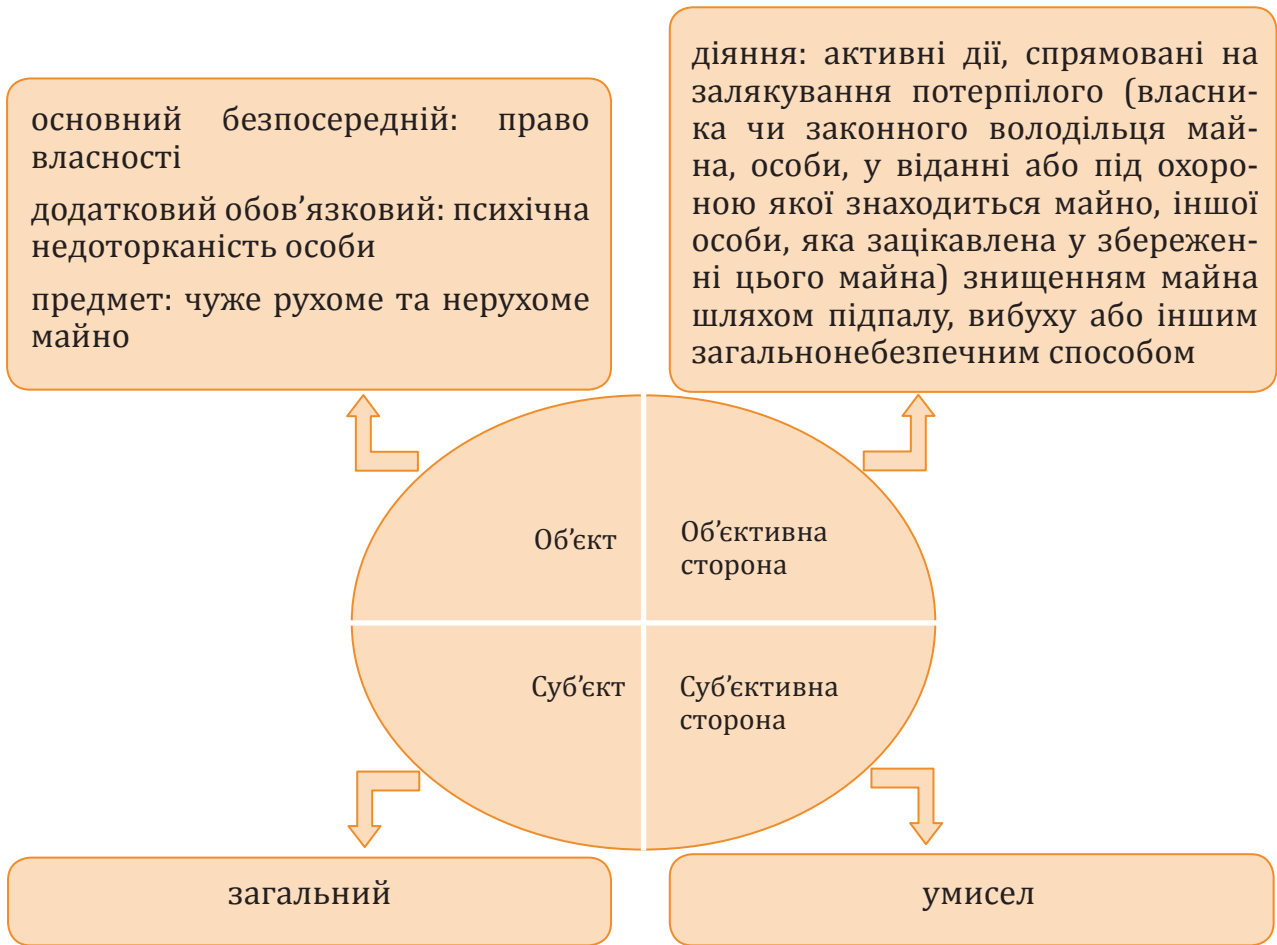 основний безпосередній: право
власності
додатковий обов’язковий: психічна
недоторканість особи
предмет: чуже рухоме та нерухоме
майно
діяння: активні дії, спрямовані на
залякування потерпілого (власни-
ка чи законного володільця май-
на, особи, у віданні або під охоро-
ною якої знаходиться майно, іншої
особи, яка зацікавлена у збережен-
ні цього майна) знищенням майна
шляхом підпалу, вибуху або іншим
загальнонебезпечним способом
Об’єкт
Об’єктивна
сторона
Суб’єкт
Суб’єктивна
сторона
загальний
умисел